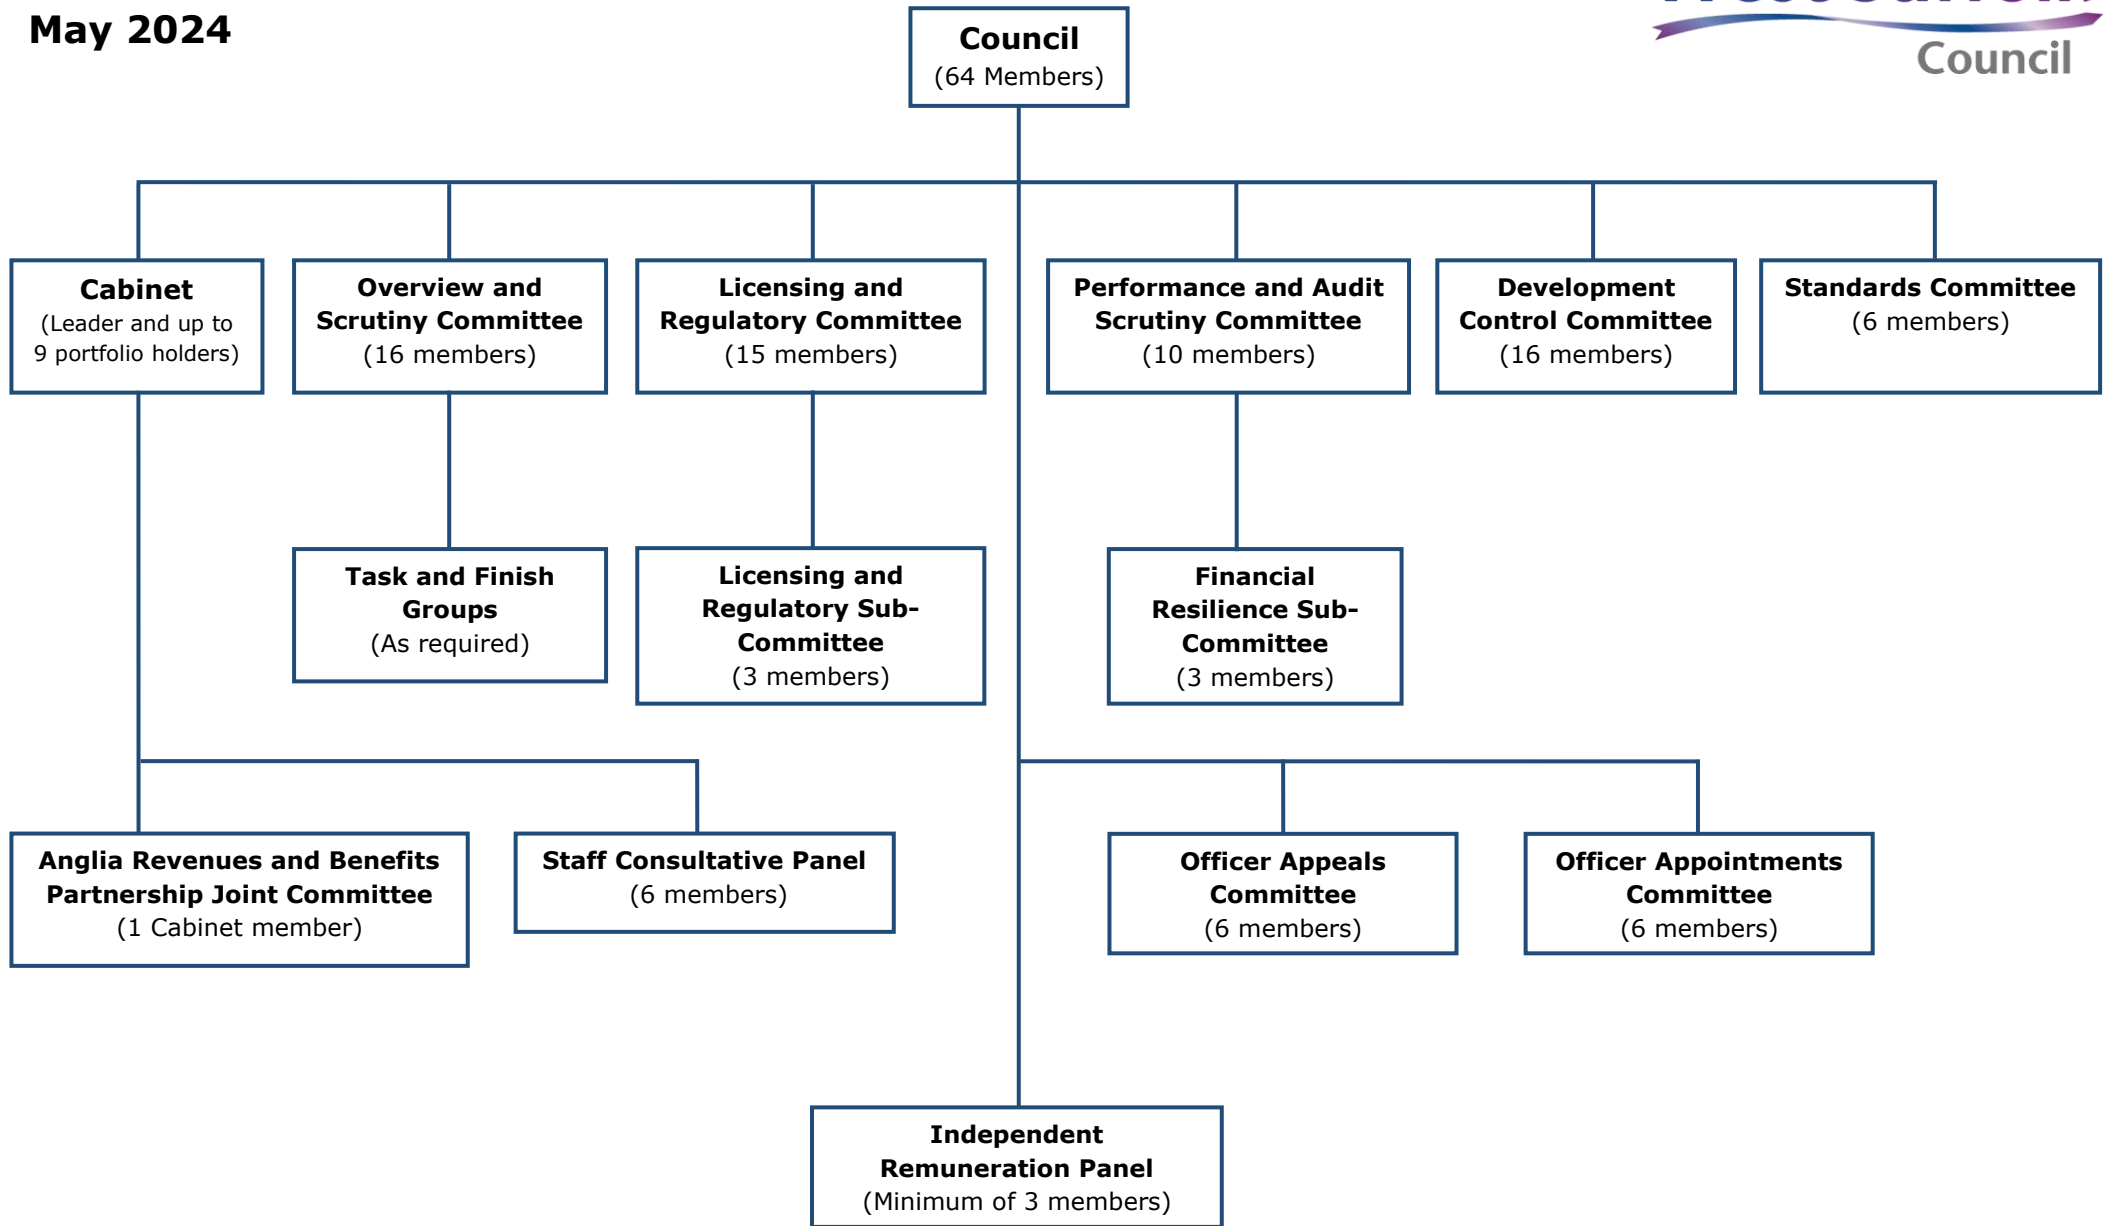 May 2024
Council
Council
(64 Members)
Cabinet
(Leader and up to
9 portfolio holders)
Overview and
Scrutiny Committee
(16 members)
Licensing and
Regulatory Committee
(15 members)
Performance and Audit
Scrutiny Committee
(10 members)
Development
Control Committee
(16 members)
Standards Committee
(6 members)
Task and Finish
Groups
(As required)
Licensing and
Regulatory Sub-
Committee
(3 members)
Financial
Resilience Sub-
Committee
(3 members)
Anglia Revenues and Benefits
Partnership Joint Committee
(1 Cabinet member)
Staff Consultative Panel
(6 members)
Officer Appeals
Committee
(6 members)
Officer Appointments
Committee
(6 members)
Independent
Remuneration Panel
(Minimum of 3 members)